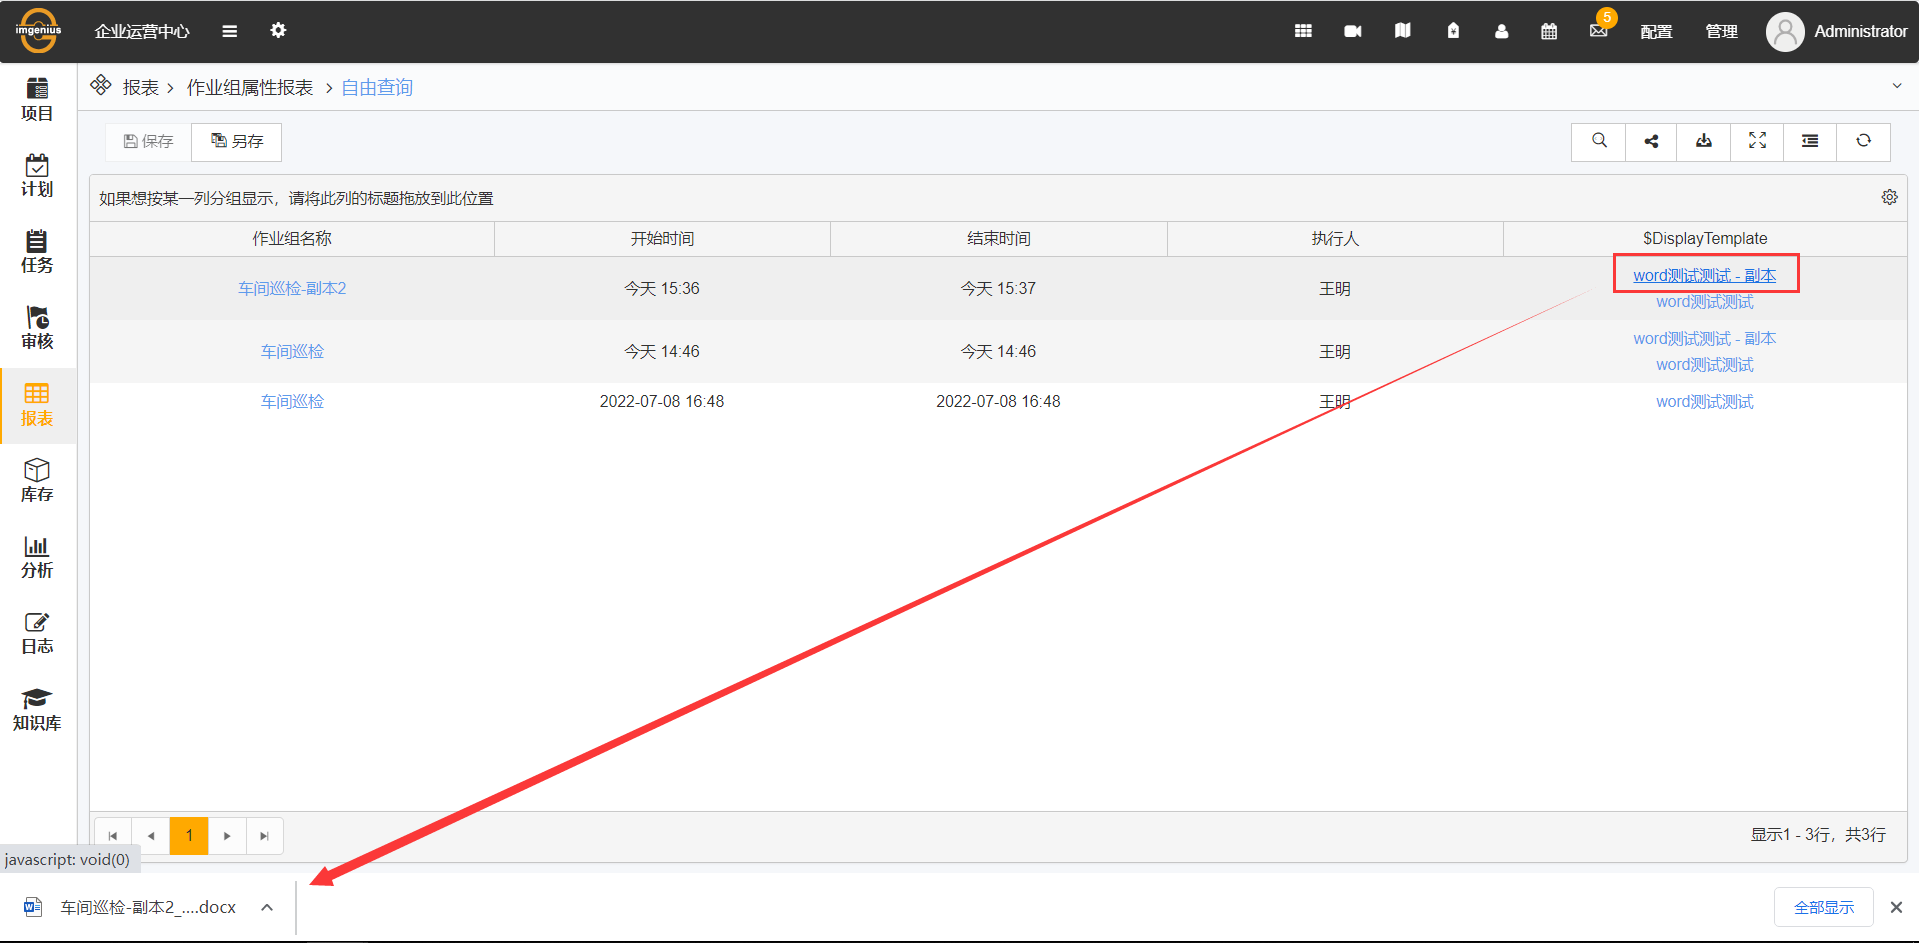 imgenius
企业运营中心
5
配置
管理
Administrator
项目
计划
任务
审核
报表
库存
分析
日志
知识库
报表 > 作业组属性报表 > 自由查询
保存
另存
如果想按某一列分组显示，请将此列的标题拖放到此位置
作业组名称 开始时间 结束时间 执行人 $DisplayTemplate
车间巡检-副本2 今天 15:36 今天 15:37 王明 word测试测试 - 副本
word测试测试
车间巡检 今天 14:46 今天 14:46 王明 word测试测试 - 副本
word测试测试
车间巡检 2022-07-08 16:48 2022-07-08 16:48 王明 word测试测试
1
显示1 - 3行，共3行
javascript: void(0)
车间巡检-副本2_....docx
全部显示